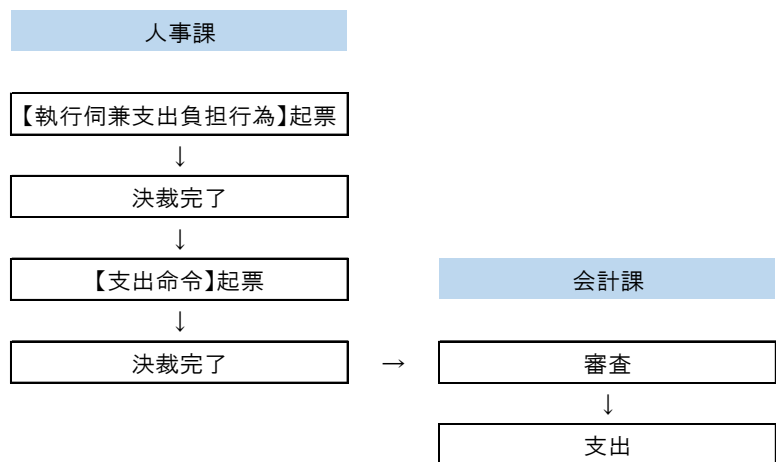 人事課
【執行伺兼支出負担行為】起票
↓
決裁完了
↓
【支出命令】起票
↓
決裁完了
→
会計課
審査
↓
支出